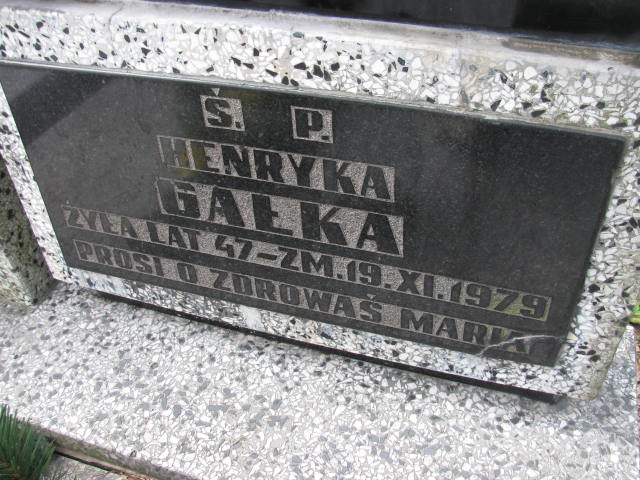 Ś. P.
HENRYKA
GAŁKA
ŻYŁA LAT 47-ZM.19.XI.1979
PROSI O ZDROWAŚ MARIA